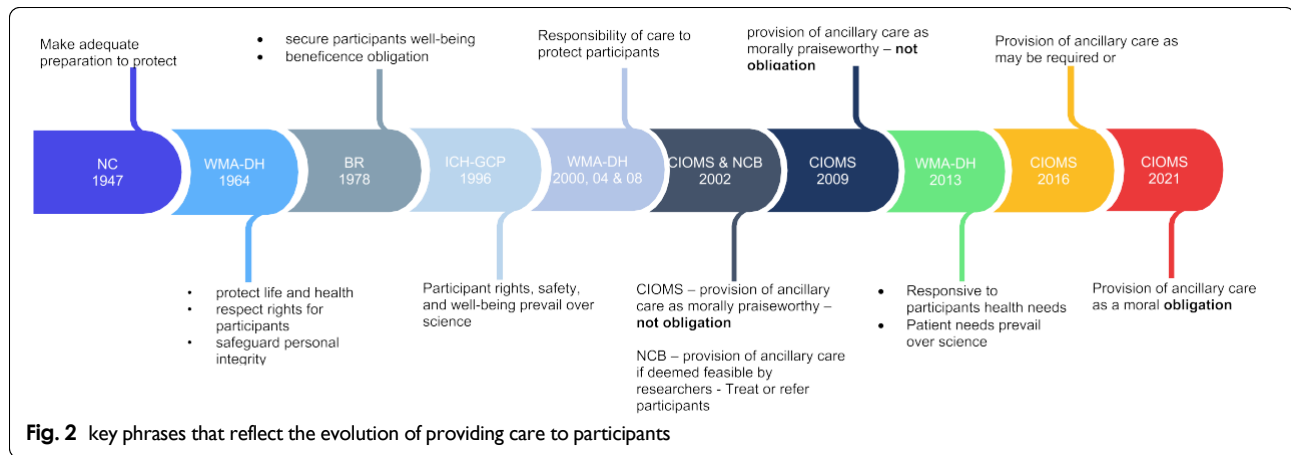 Make adequate
preparation to protect
• secure participants well-being
• beneficence obligation
Responsibility of care to
protect participants
provision of ancillary care as
morally praiseworthy – not
obligation
Provision of ancillary care as
may be required or
NC
1947
WMA-DH
1964
BR
1978
ICH-GCP
1996
WMA-DH
2000, 04 & 08
CIOMS & NCB
2002
CIOMS
2009
WMA-DH
2013
CIOMS
2016
CIOMS
2021
• protect life and health
• respect rights for
participants
• safeguard personal
integrity
Participant rights, safety,
and well-being prevail over
science
CIOMS – provision of ancillary
care as morally praiseworthy –
not obligation
NCB – provision of ancillary care
if deemed feasible by
researchers - Treat or refer
participants
• Responsive to
participants health needs
• Patient needs prevail
over science
Provision of ancillary care
as a moral obligation
Fig. 2 key phrases that reflect the evolution of providing care to participants